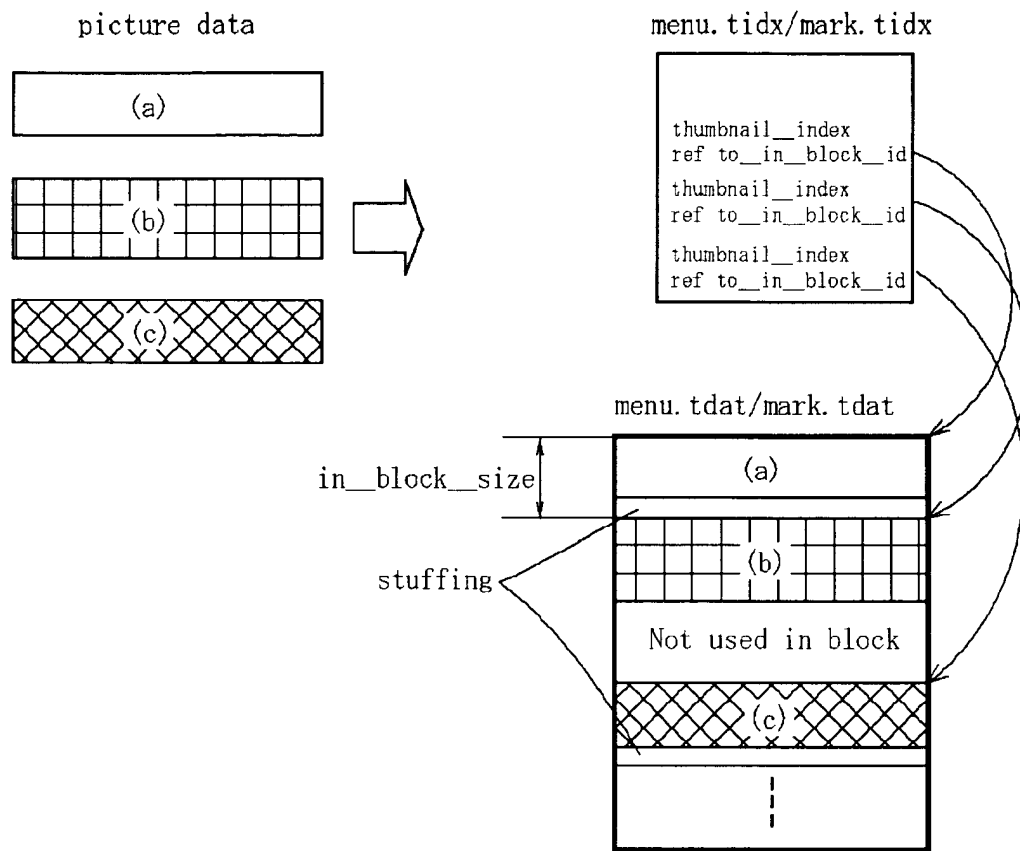 picture data
(a)
(b)
(c)
menu.tidx/mark.tidx
thumbnail__index
ref to__in__block__id
thumbnail__index
ref to__in__block__id
thumbnail__index
ref to__in__block__id
menu.tdat/mark.tdat
in__block__size
(a)
stuffing
(b)
Not used in block
(c)